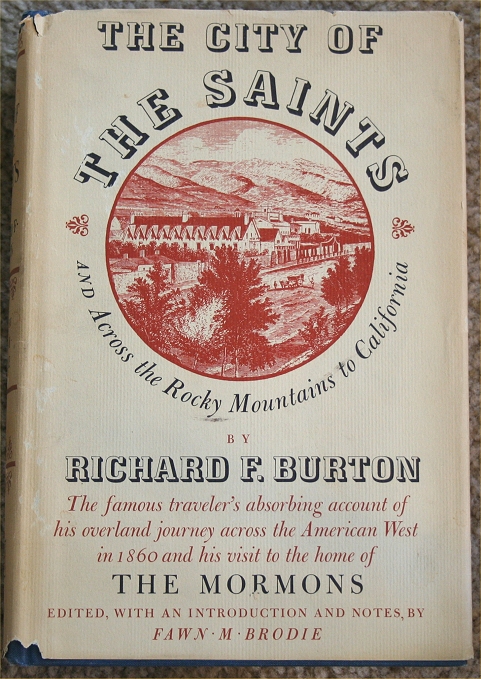 THE CITY OF
THE SAINTS
AND Across the Rocky Mountains to California
BY
RICHARD F. BURTON
The famous traveler's absorbing account of
his overland journey across the American West
in 1860 and his visit to the home of
THE MORMONS
EDITED, WITH AN INTRODUCTION AND NOTES, BY
FAWN · M · BRODIE